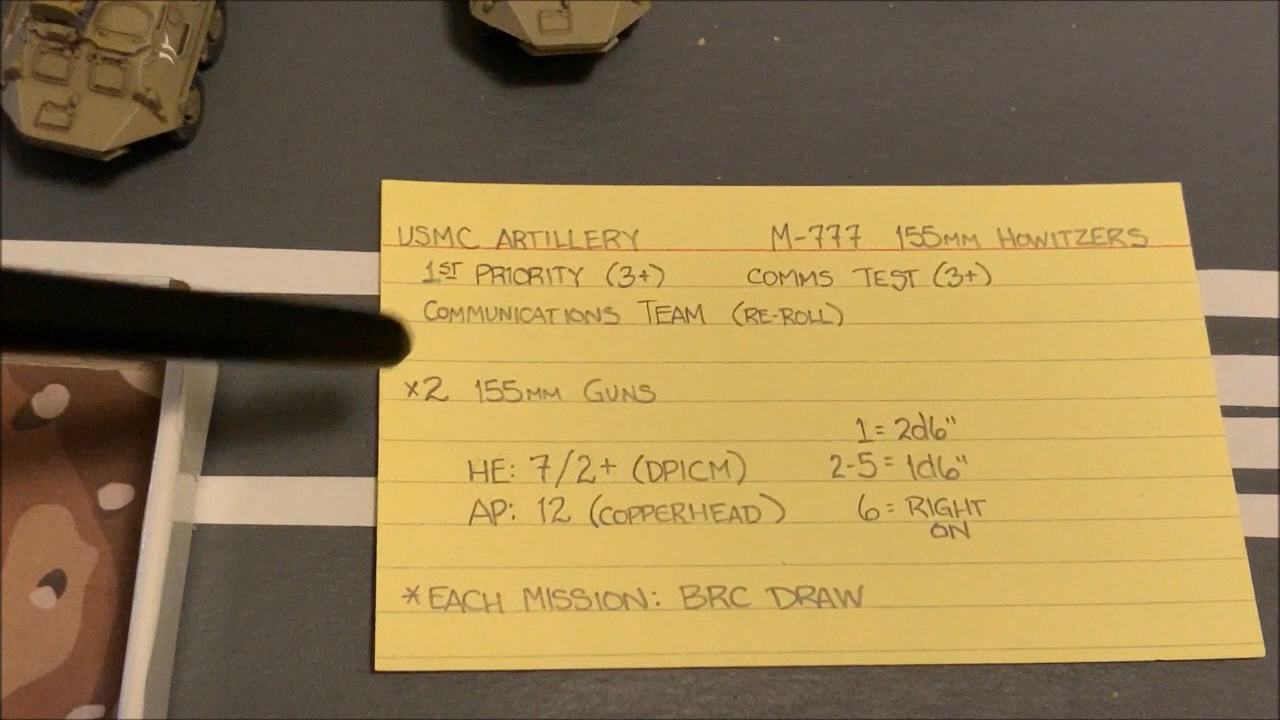 USMC ARTILLERY M-777 155MM HOWITZERS
1ST PRIORITY (3+) COMMS TEST (3+)
COMMUNICATIONS TEAM (RE-ROLL)
x2 155MM GUNS
1 = 2d6"
HE: 7/2+ (DPICM) 2-5 = 1d6"
AP: 12 (COPPERHEAD) 6 = RIGHT
ON
*EACH MISSION: BRC DRAW